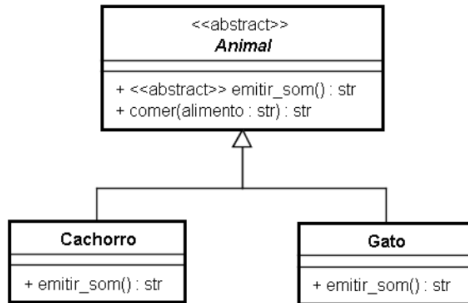 <<abstract>>
Animal
+ <<abstract>> emitir_som() : str
+ comer(alimento : str) : str
Cachorro
+ emitir_som() : str
Gato
+ emitir_som() : str